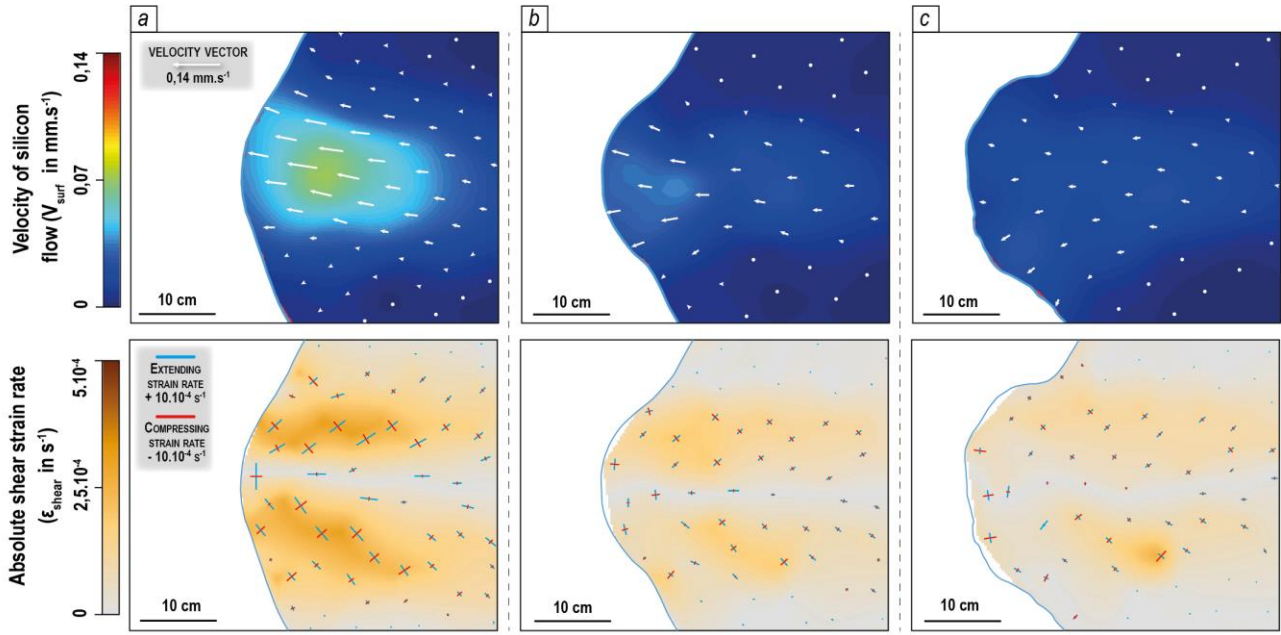 a
b
c
Velocity of silicon
flow (Vsurf in mm.s-1)
0,14
0,07
0
VELOCITY VECTOR
0,14 mm.s-1
10 cm
10 cm
10 cm
Absolute shear strain rate
(εshear in s-1)
5.10-4
2,5.10-4
0
EXTENDING
STRAIN RATE
+ 10.10-4 s-1
COMPRESSING
STRAIN RATE
- 10.10-4 s-1
10 cm
10 cm
10 cm